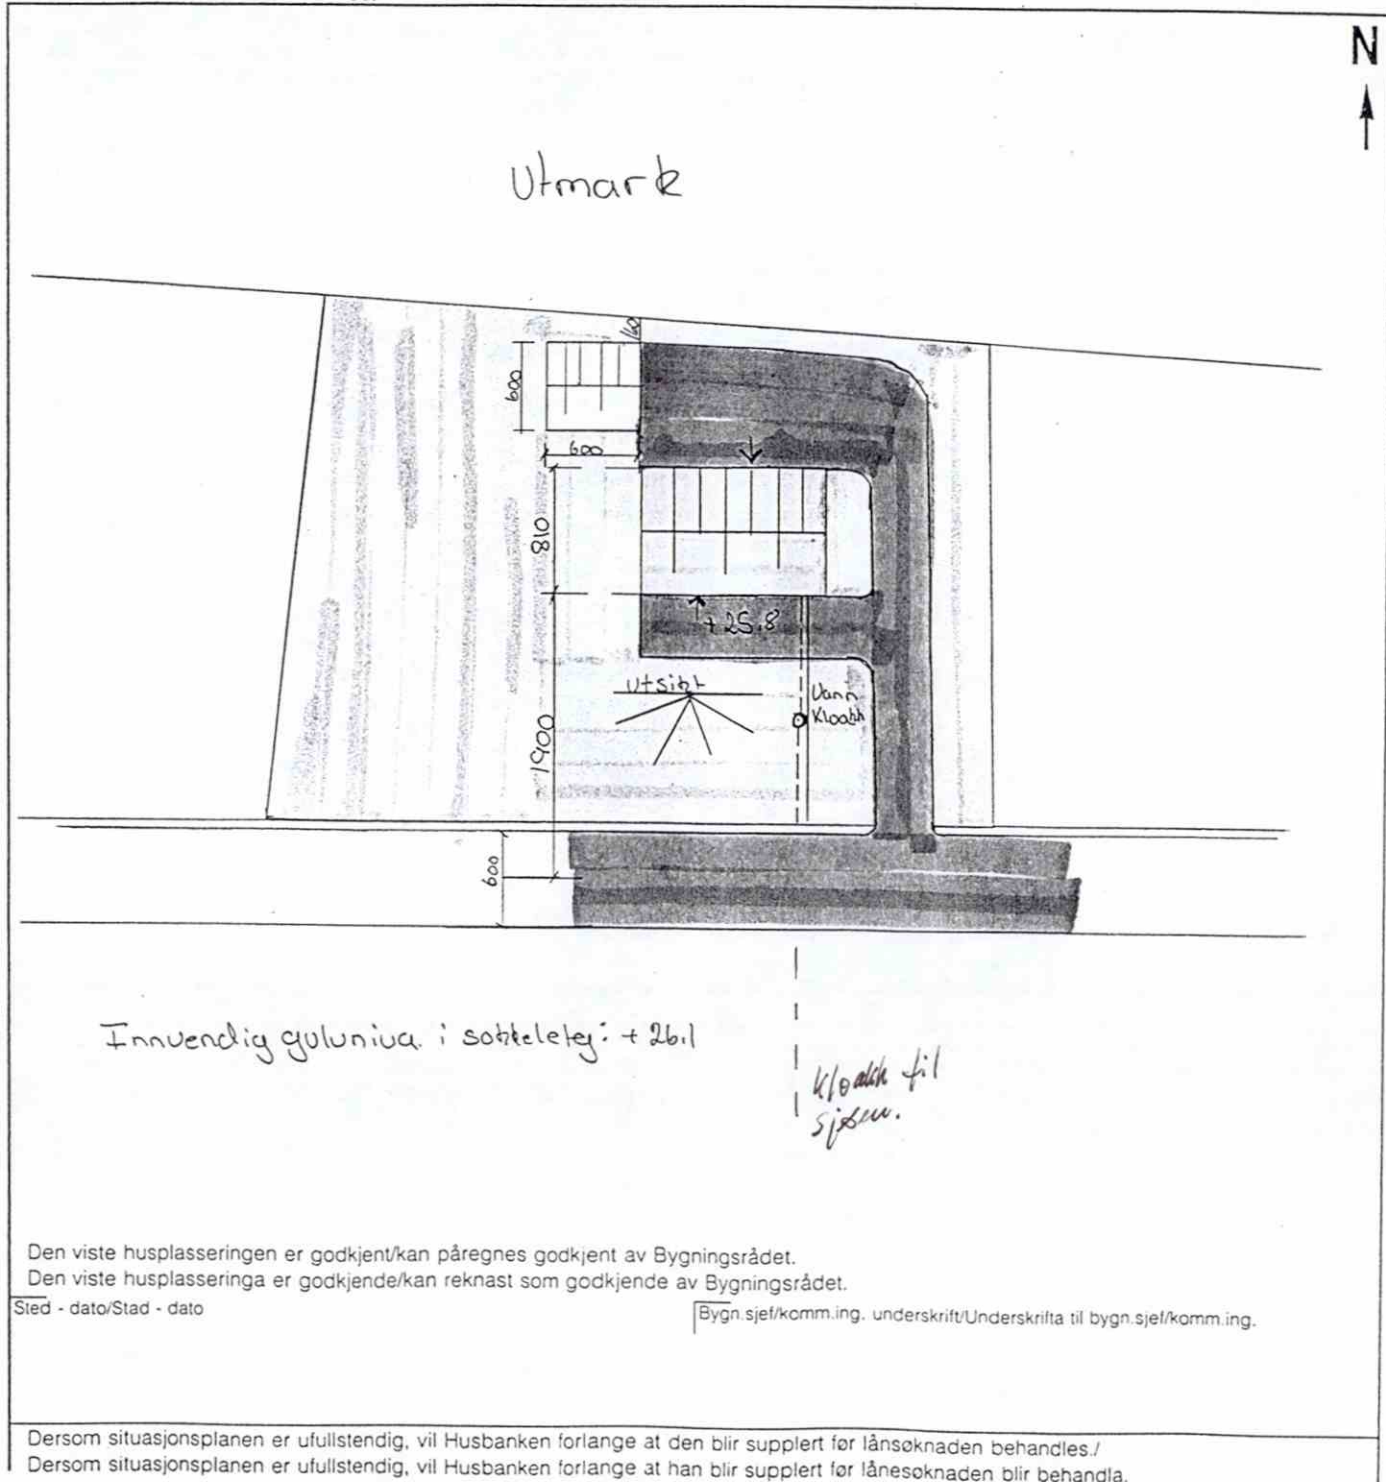 N
Utmark
160
600
600
810
+ 25.8
Utsikt
Vann
Kloakk
1900
600
Innvendig gulvniva. i sokkeleteg: + 26.1
Kloakk til
sjøen.
Den viste husplasseringen er godkjent/kan påregnes godkjent av Bygningsrådet.
Den viste husplasseringa er godkjende/kan reknast som godkjende av Bygningsrådet.
Sted - dato/Stad - dato
Bygn.sjef/komm.ing. underskrift/Underskrifta til bygn.sjef/komm.ing.
Dersom situasjonsplanen er ufullstendig, vil Husbanken forlange at den blir supplert før lånsøknaden behandles./
Dersom situasjonsplanen er ufullstendig, vil Husbanken forlange at han blir supplert før lånesøknaden blir behandla.